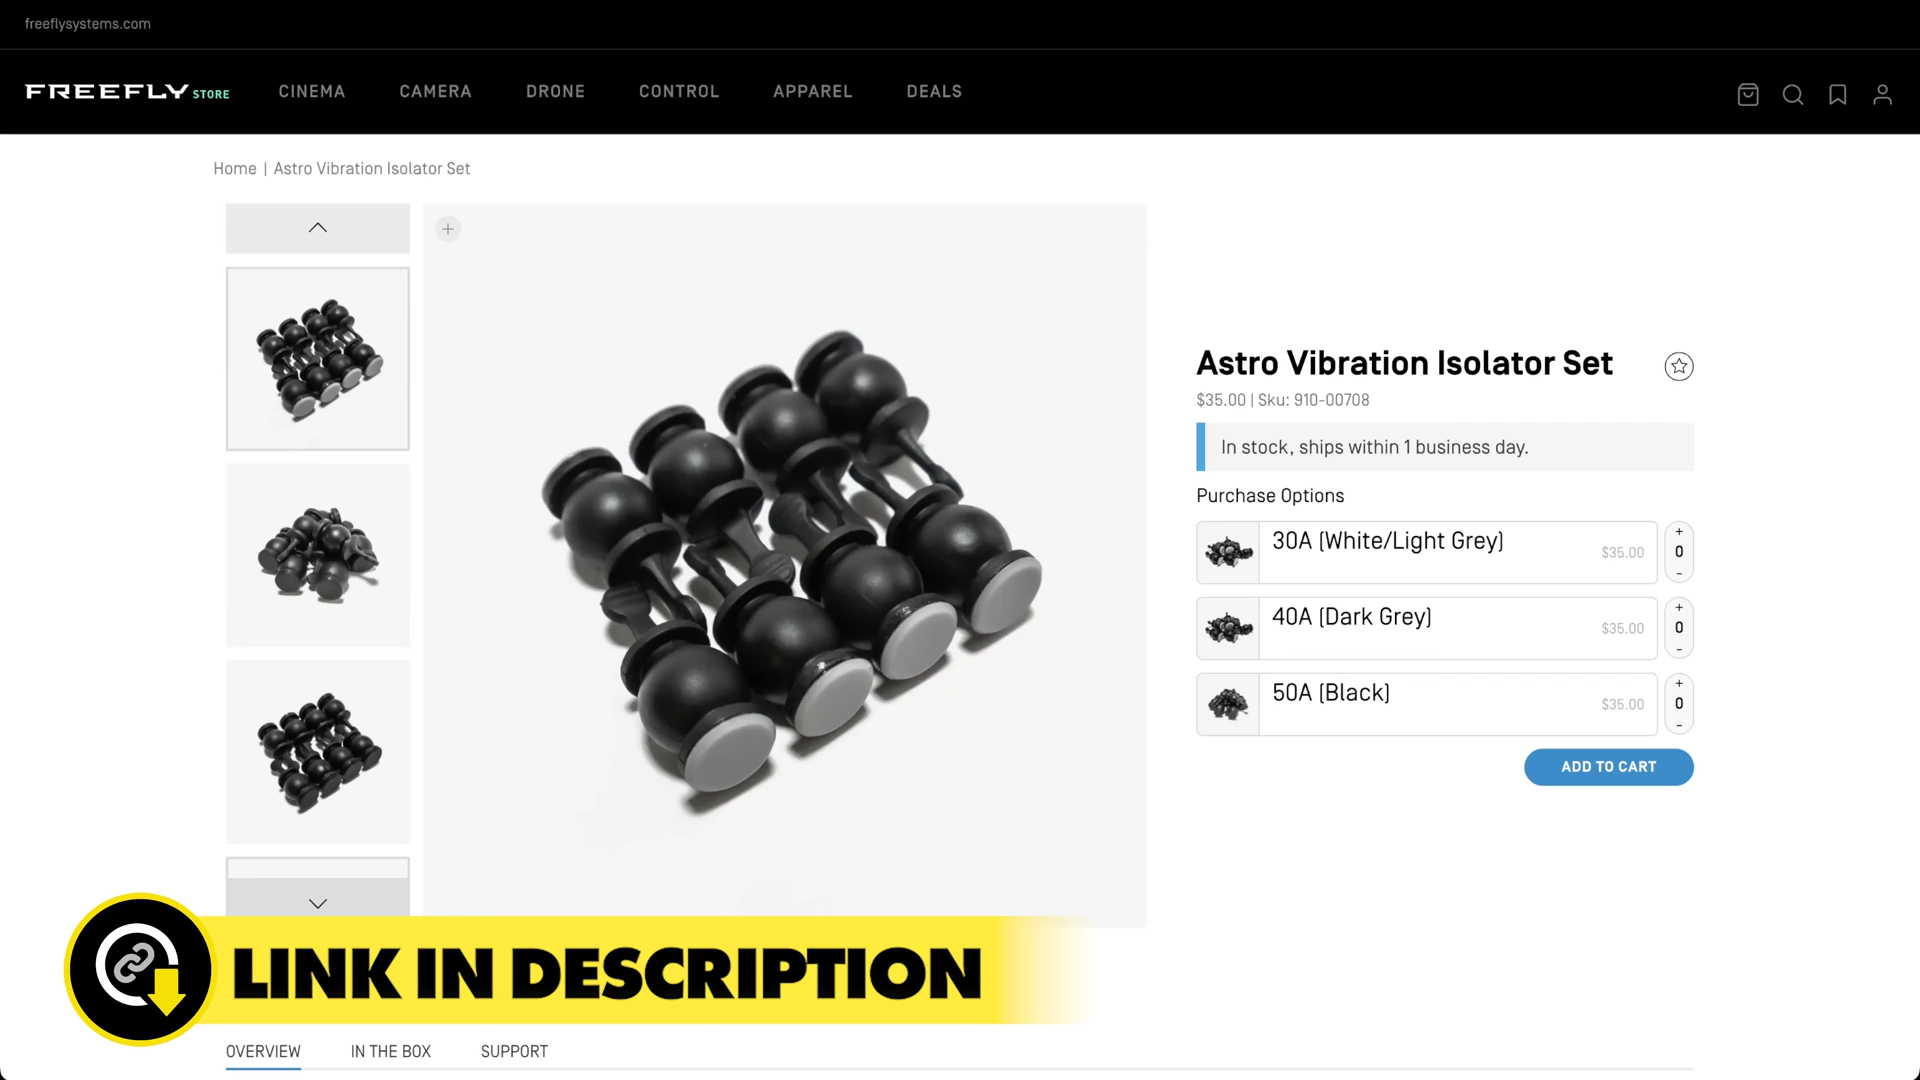 freeflysystems.com
FREEFLY STORE
CINEMA
CAMERA
DRONE
CONTROL
APPAREL
DEALS
Home | Astro Vibration Isolator Set
+
Astro Vibration Isolator Set
$35.00 | Sku: 910-00708
In stock, ships within 1 business day.
Purchase Options
30A (White/Light Grey)
$35.00
+
0
-
40A (Dark Grey)
$35.00
+
0
-
50A (Black)
$35.00
+
0
-
ADD TO CART
LINK IN DESCRIPTION
OVERVIEW
IN THE BOX
SUPPORT